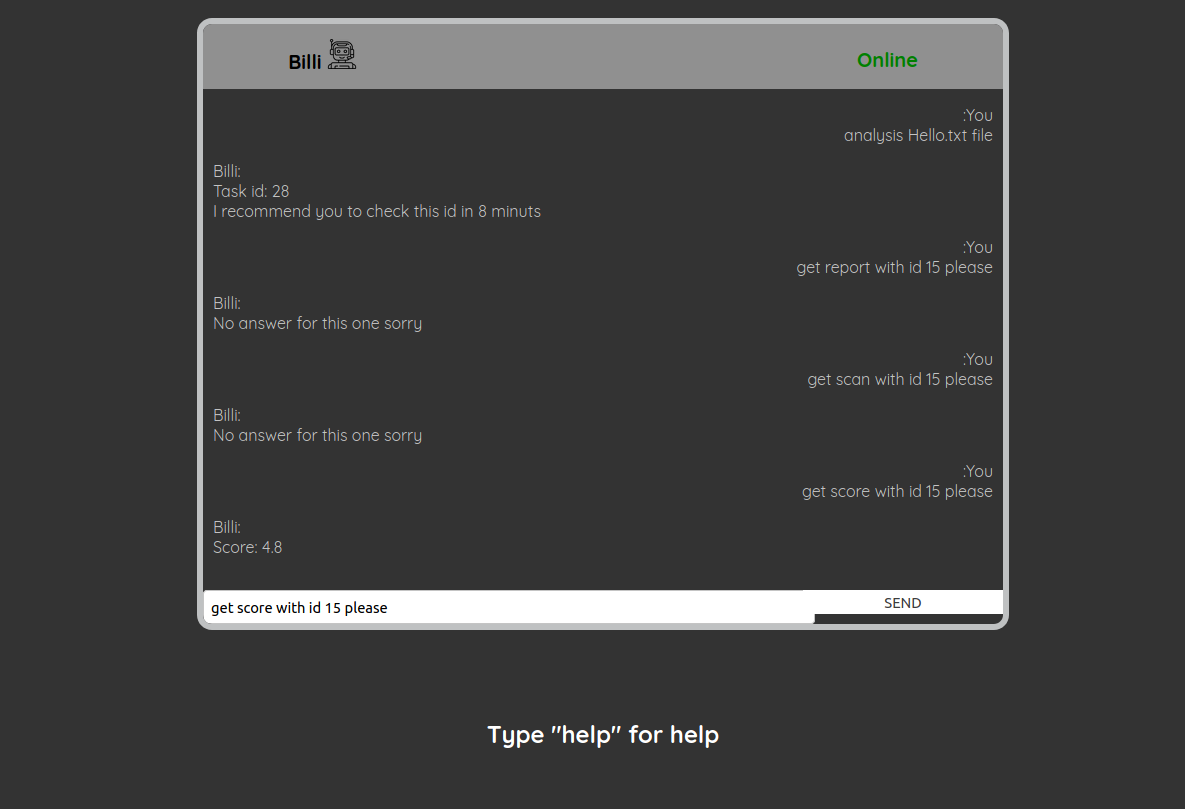 Billi
Online
:You
analysis Hello.txt file
Billi:
Task id: 28
I recommend you to check this id in 8 minuts
:You
get report with id 15 please
Billi:
No answer for this one sorry
:You
get scan with id 15 please
Billi:
No answer for this one sorry
:You
get score with id 15 please
Billi:
Score: 4.8
get score with id 15 please
SEND
Type "help" for help